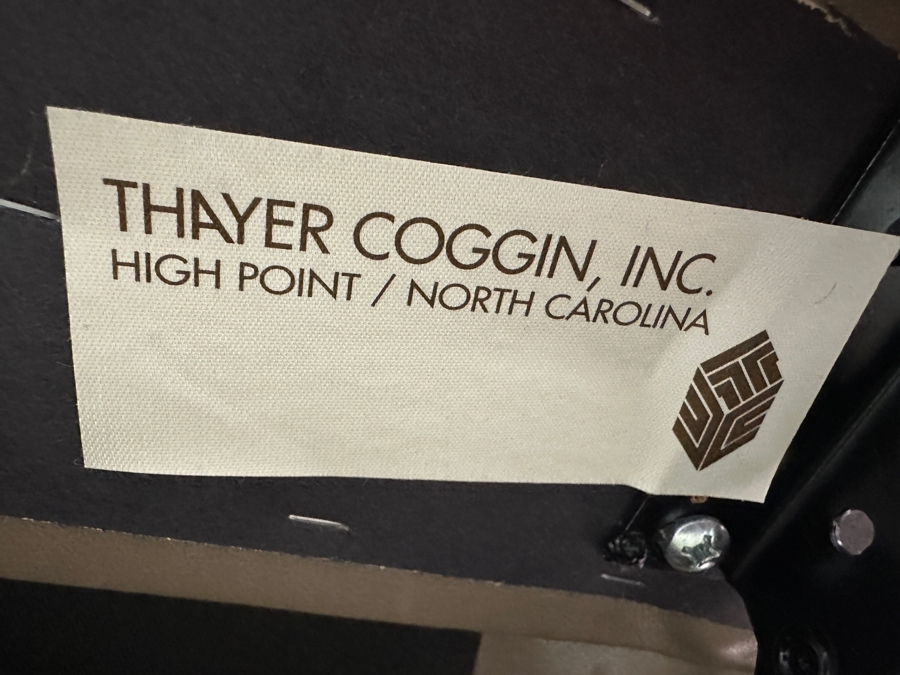 THAYER COGGIN, INC.
HIGH POINT / NORTH CAROLINA